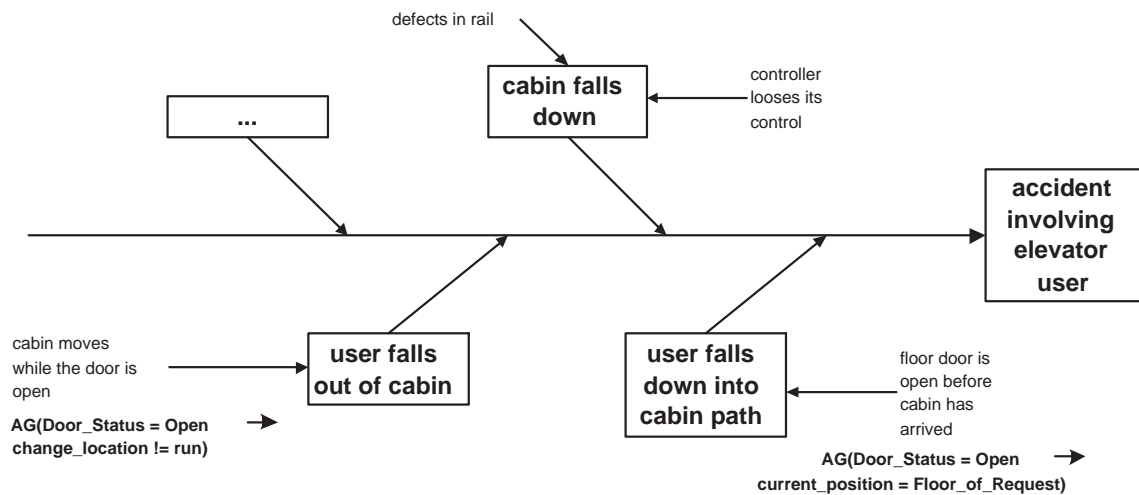 defects in rail
cabin falls
down
controller
looses its
control
...
accident
involving
elevator
user
cabin moves
while the door is
open
user falls
out of cabin
AG(Door_Status = Open →
change_location != run)
user falls
down into
cabin path
floor door is
open before
cabin has
arrived
AG(Door_Status = Open →
current_position = Floor_of_Request)